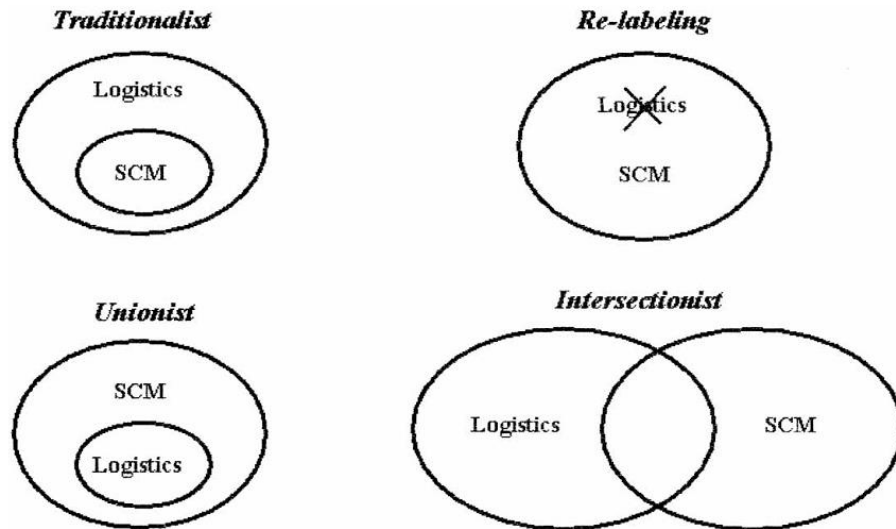 Traditionalist
Logistics
SCM
Re-labeling
Logistics
SCM
Unionist
SCM
Logistics
Intersectionist
Logistics
SCM